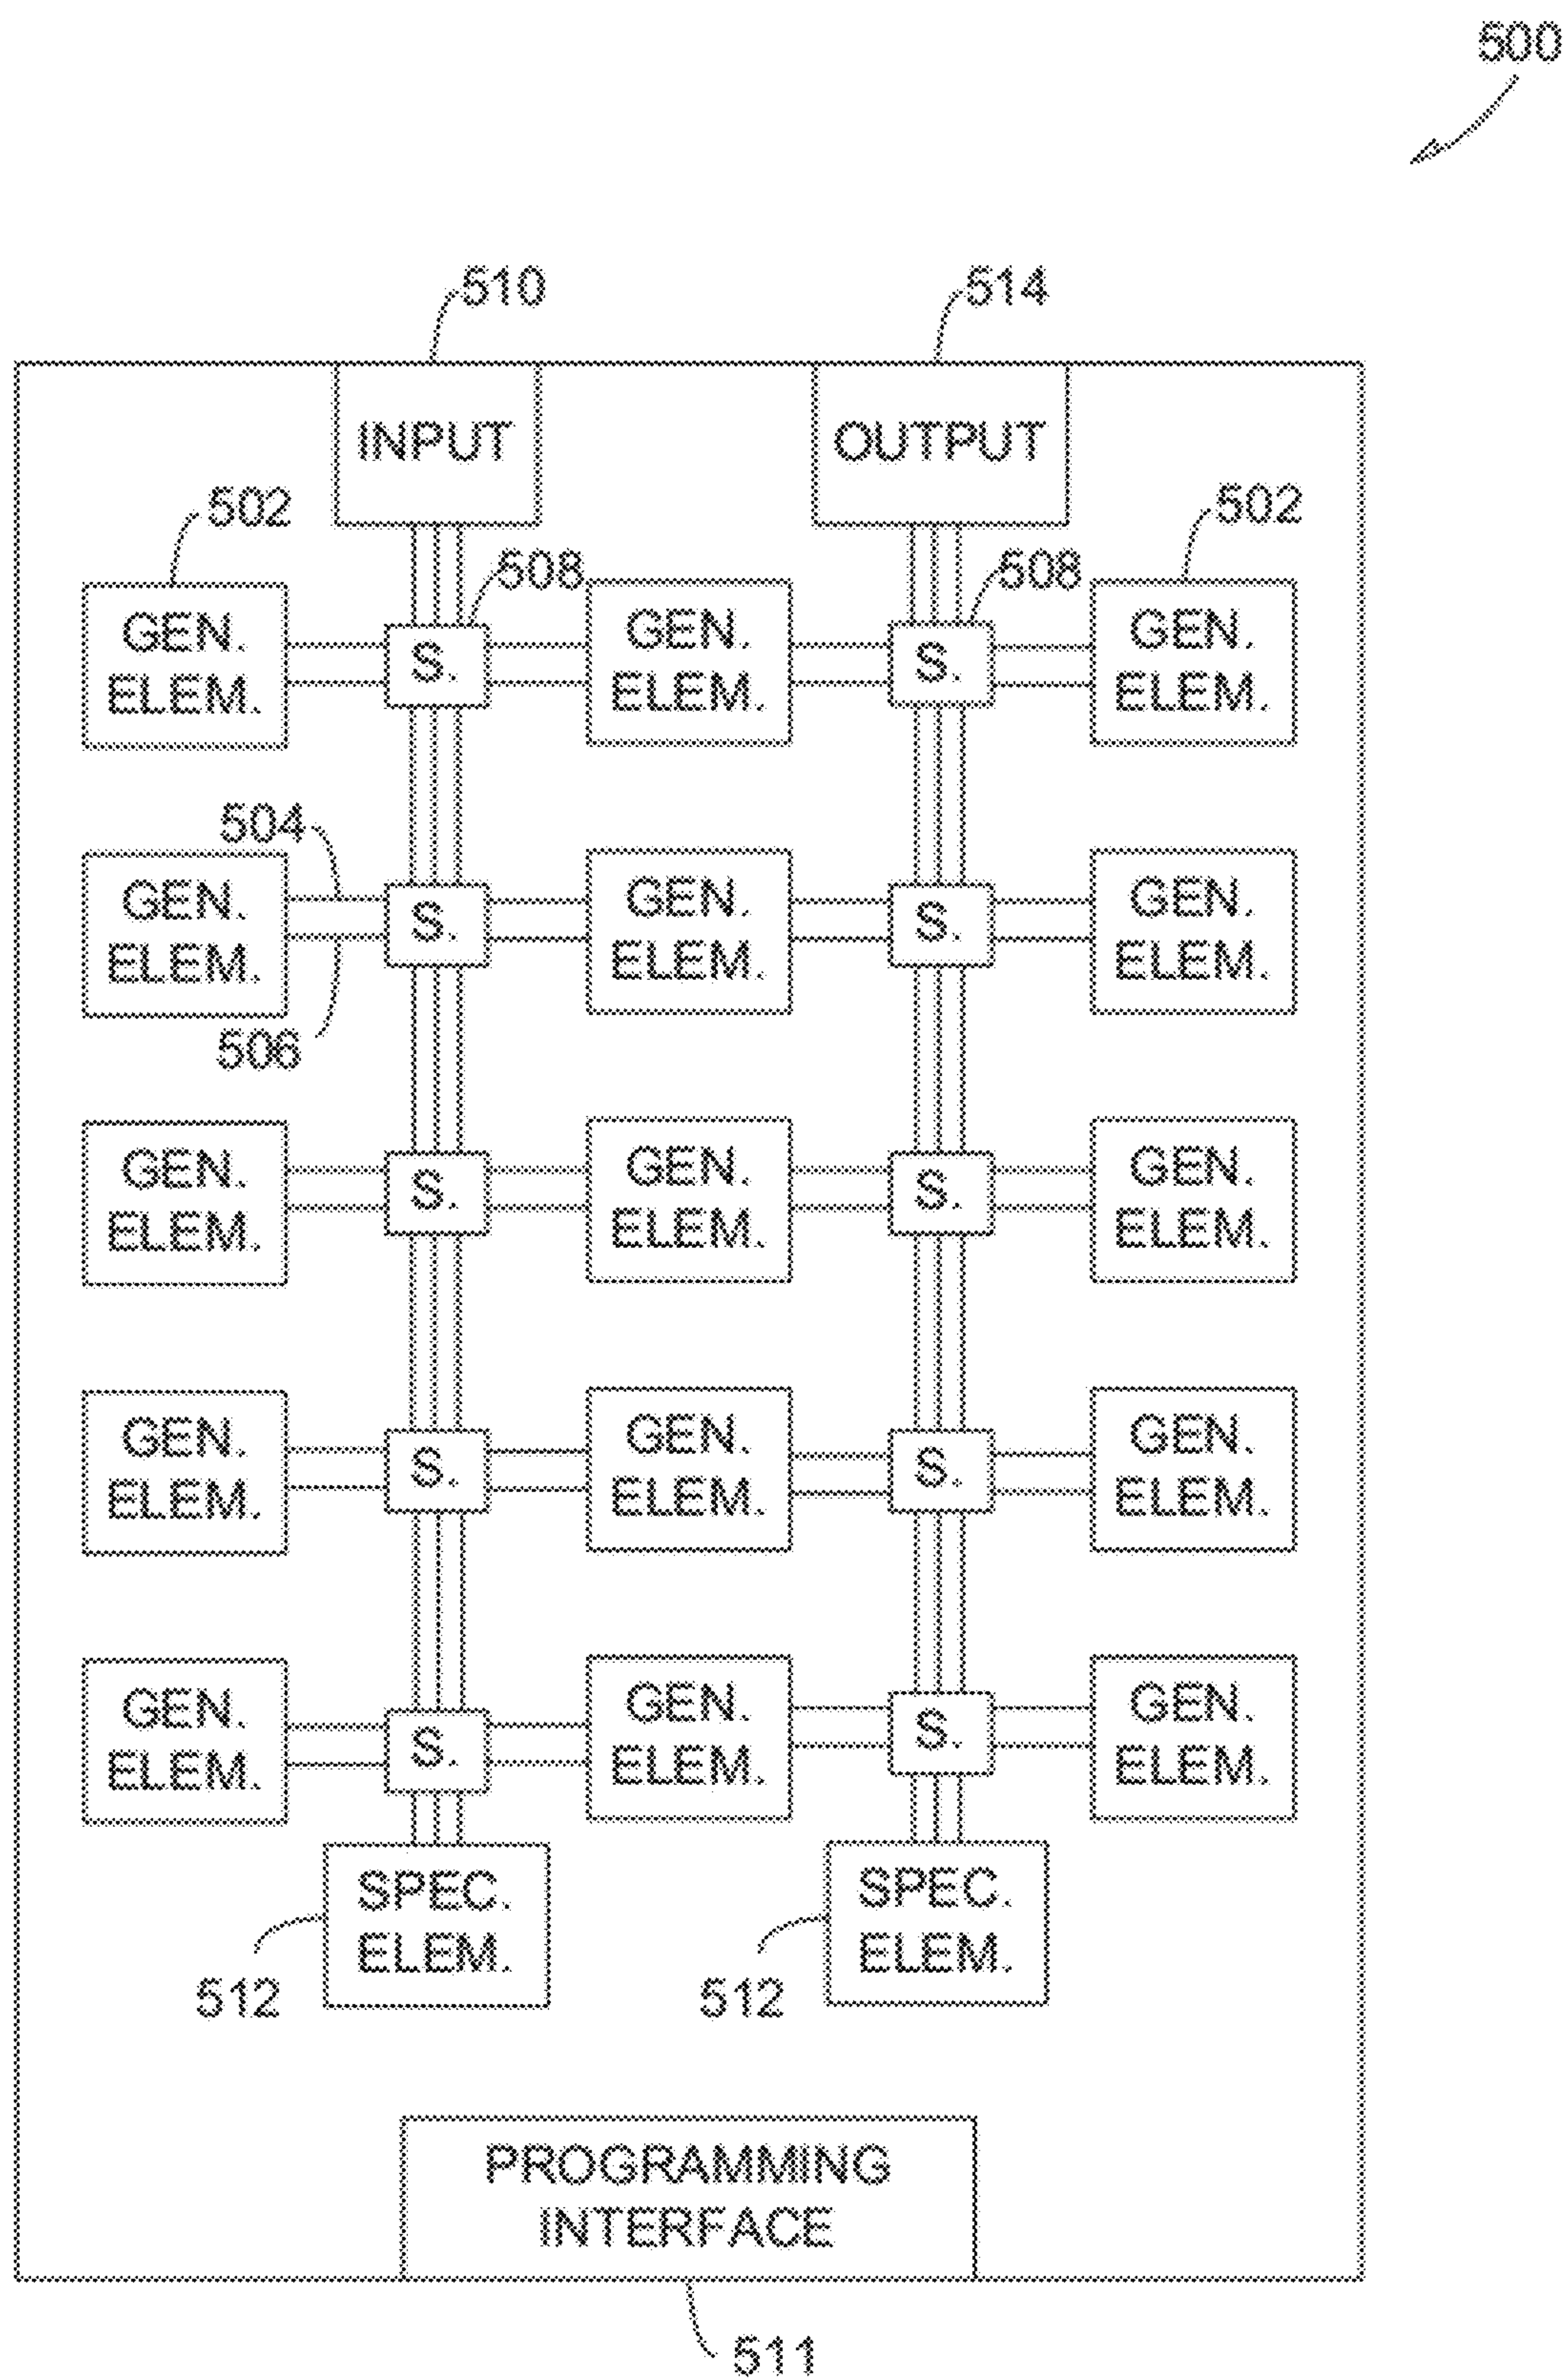 500
510
514
INPUT
OUTPUT
502
502
508
508
GEN.
ELEM.
S.
GEN.
ELEM.
S.
GEN.
ELEM.
504
GEN.
ELEM.
S.
GEN.
ELEM.
S.
GEN.
ELEM.
506
GEN.
ELEM.
S.
GEN.
ELEM.
S.
GEN.
ELEM.
GEN.
ELEM.
S.
GEN.
ELEM.
S.
GEN.
ELEM.
GEN.
ELEM.
S.
GEN.
ELEM.
S.
GEN.
ELEM.
SPEC.
ELEM.
SPEC.
ELEM.
512
512
PROGRAMMING
INTERFACE
511